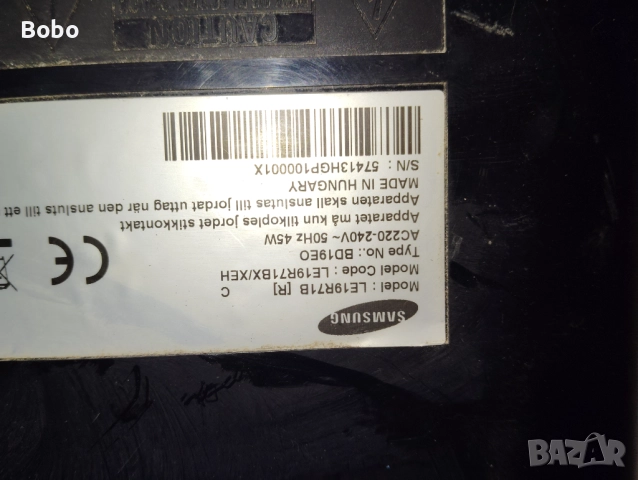 Bobo
SAMSUNG
Model : LE19R71B [R] C
Model Code : LE19R71BX/XEH
Type No.: BD19EO
AC220-240V~ 50Hz 45W
Apparatet må kun tilkoples jordet stikkontakt
Apparaten skall anslutas till jordat uttag när den ansluts till ett
MADE IN HUNGARY
S/N : 57413HGP100001X
CAUTION
BAZAR